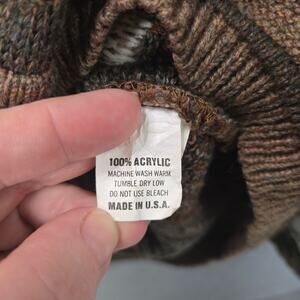 100% ACRYLIC
MACHINE WASH WARM
TUMBLE DRY LOW
DO NOT USE BLEACH
MADE IN U.S.A.